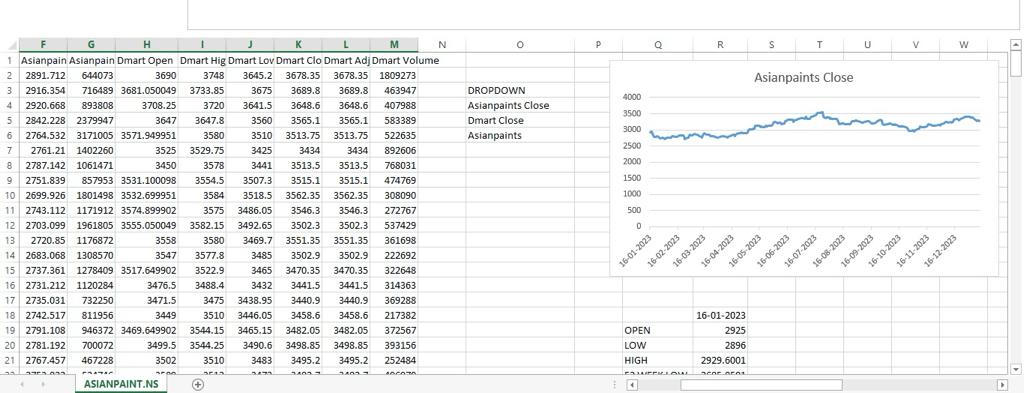 F G H I J K L M N O P Q R S T U V W
1 Asianpain Asianpain Dmart Open Dmart Hig Dmart Lov Dmart Clo Dmart Adj Dmart Volume
2 2891.712 644073 3690 3748 3645.2 3678.35 3678.35 1809273
3 2916.354 716489 3681.050049 3733.85 3675 3689.8 3689.8 463947 DROPDOWN
4 2920.668 893808 3708.25 3720 3641.5 3648.6 3648.6 407988 Asianpaints Close
5 2842.228 2379947 3647 3647.8 3560 3565.1 3565.1 583389 Dmart Close
6 2764.532 3171005 3571.949951 3580 3510 3513.75 3513.75 522635 Asianpaints
7 2761.21 1402260 3525 3529.75 3425 3434 3434 892606
8 2787.142 1061471 3450 3578 3441 3513.5 3513.5 768031
9 2751.839 857953 3531.100098 3554.5 3507.3 3515.1 3515.1 474769
10 2699.926 1801498 3532.699951 3584 3518.5 3562.35 3562.35 308090
11 2743.112 1171912 3574.899902 3575 3486.05 3546.3 3546.3 272767
12 2703.099 1961805 3555.050049 3582.15 3492.65 3502.3 3502.3 537429
13 2720.85 1176872 3558 3580 3469.7 3551.35 3551.35 361698
14 2683.068 1308570 3547 3577.8 3485 3502.9 3502.9 222692
15 2737.361 1278409 3517.649902 3522.9 3465 3470.35 3470.35 322648
16 2731.212 1120284 3476.5 3488.4 3432 3441.5 3441.5 314363
17 2735.031 732250 3471.5 3475 3438.95 3440.9 3440.9 369288
18 2742.517 811956 3449 3510 3446.05 3458.6 3458.6 217382 16-01-2023
19 2791.108 946372 3469.649902 3544.15 3465.15 3482.05 3482.05 372567 OPEN 2925
20 2781.192 700072 3499.5 3544.25 3490.6 3498.85 3498.85 393156 LOW 2896
21 2767.457 467228 3502 3510 3483 3495.2 3495.2 252484 HIGH 2929.6001
Asianpaints Close
4000
3500
3000
2500
2000
1500
1000
500
0
16-01-2023 16-02-2023 16-03-2023 16-04-2023 16-05-2023 16-06-2023 16-07-2023 16-08-2023 16-09-2023 16-10-2023 16-11-2023 16-12-2023
ASIANPAINT.NS